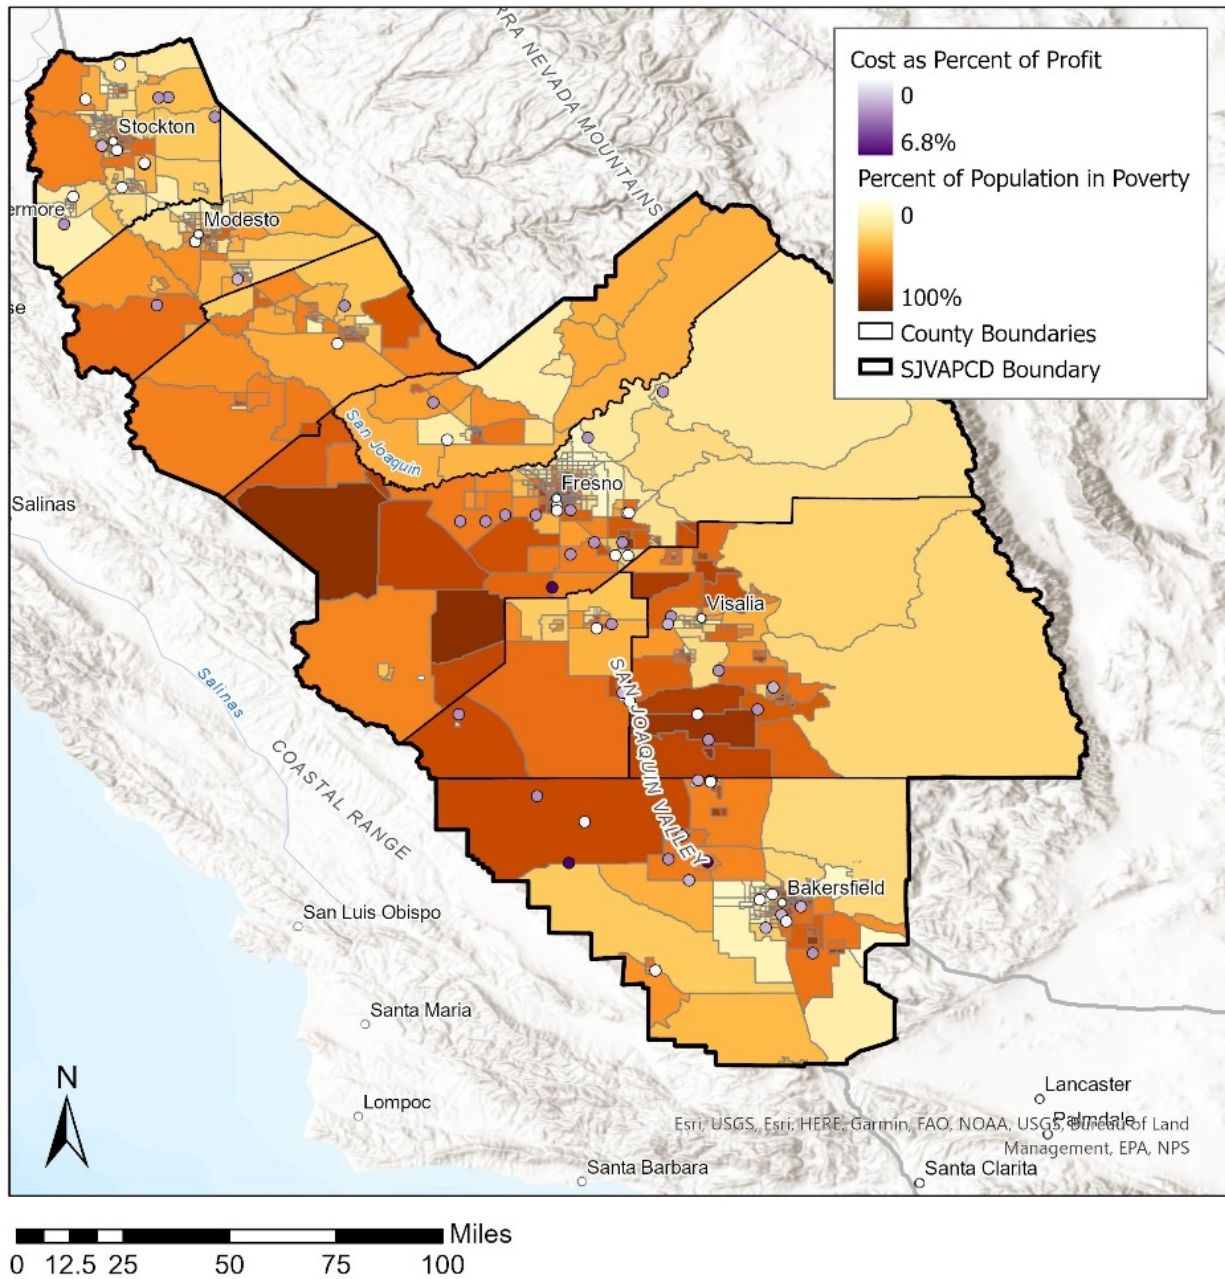 RRA NEVADA MOUNTAINS
Cost as Percent of Profit
0
6.8%
Percent of Population in Poverty
0
100%
County Boundaries
SJVAPCD Boundary
Stockton
ermore
Modesto
se
San Joaquin
Fresno
Salinas
Visalia
Salinas
SAN JOAQUIN VALLEY
COASTAL RANGE
Bakersfield
San Luis Obispo
Santa Maria
N
Lancaster
Lompoc
Palmdale
Esri, USGS, Esri, HERE, Garmin, FAO, NOAA, USGS, Bureau of Land
Management, EPA, NPS
Santa Barbara
Santa Clarita
Miles
0 12.5 25 50 75 100